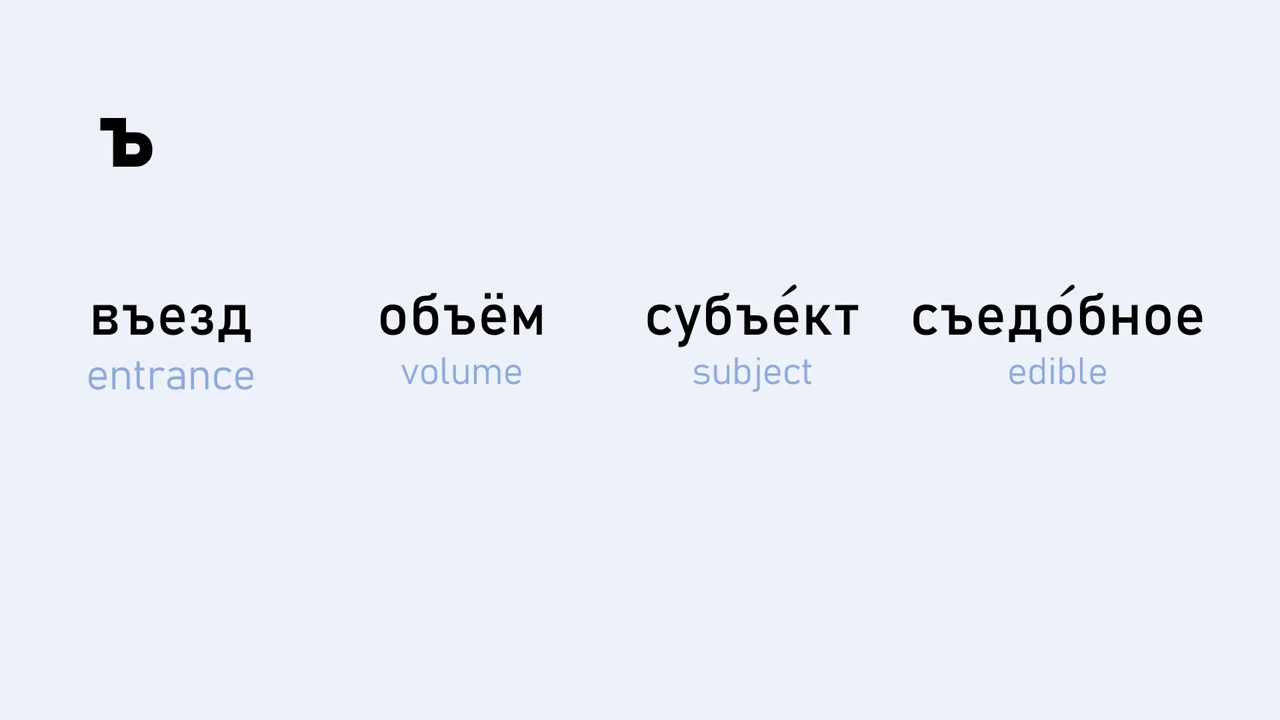 ъ
въезд объём субъе́кт съедо́бное
entrance volume subject edible